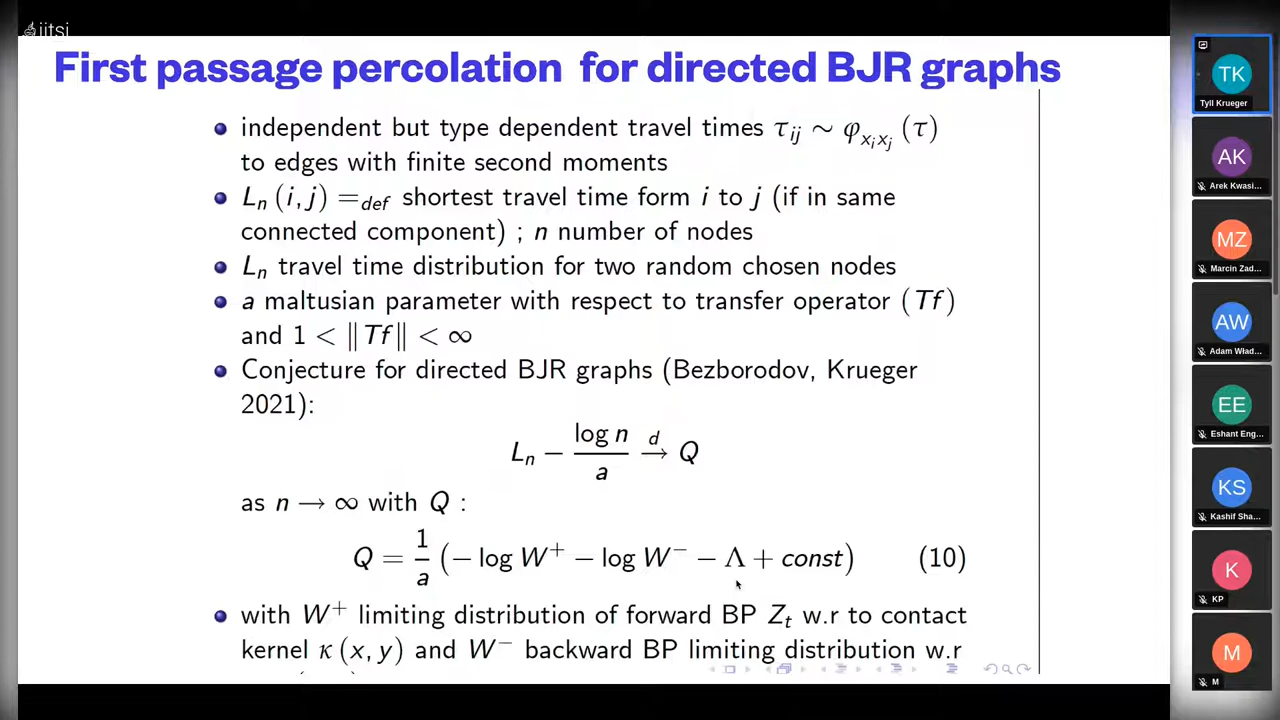 jitsi
First passage percolation for directed BJR graphs
independent but type dependent travel times τ_ij ∼ φ_{x_i x_j} (τ)
to edges with finite second moments
L_n (i, j) =_def shortest travel time form i to j (if in same
connected component) ; n number of nodes
L_n travel time distribution for two random chosen nodes
a maltusian parameter with respect to transfer operator (Tf)
and 1 < ‖Tf‖ < ∞
Conjecture for directed BJR graphs (Bezborodov, Krueger
2021):
L_n − log n / a →^d Q
as n → ∞ with Q :
Q = 1/a (− log W^+ − log W^− − Λ + const) (10)
with W^+ limiting distribution of forward BP Z_t w.r to contact
kernel κ (x, y) and W^− backward BP limiting distribution w.r
TK
Tyll Krueger
AK
Arek Kwasi...
MZ
Marcin Zad...
AW
Adam Wład...
EE
Eshant Eng...
KS
Kashif Sha...
K
KP
M
M